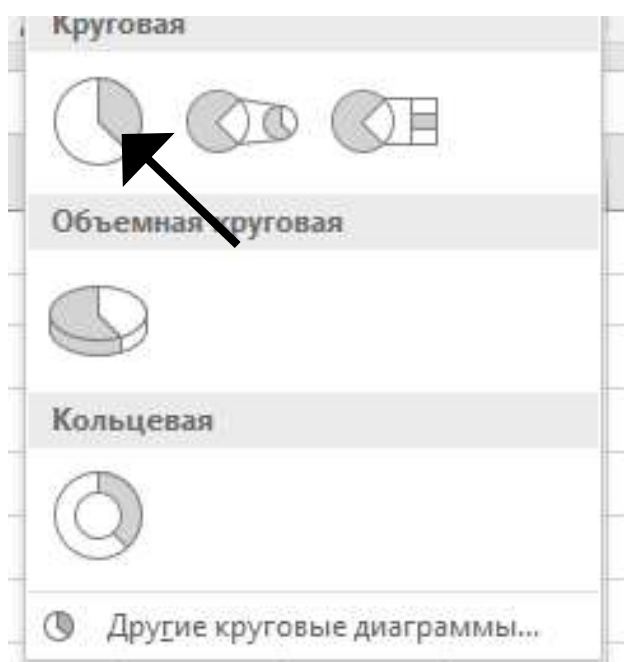 Круговая
Объемная круговая
Кольцевая
Другие круговые диаграммы...